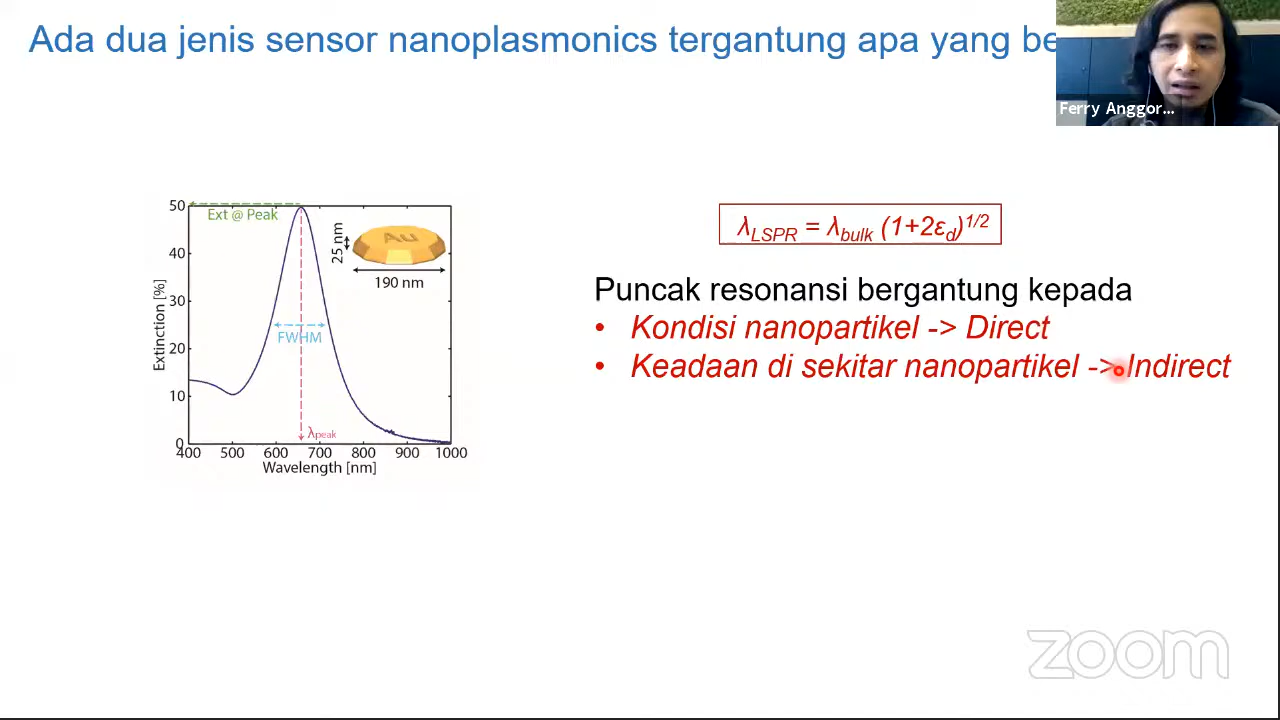 Ada dua jenis sensor nanoplasmonics tergantung apa yang be
Ferry Anggor...
50
40
30
20
10
0
Extinction [%]
Ext @ Peak
FWHM
λpeak
Au
25 nm
190 nm
400 500 600 700 800 900 1000
Wavelength [nm]
λLSPR = λbulk (1+2εd)1/2
Puncak resonansi bergantung kepada
• Kondisi nanopartikel -> Direct
• Keadaan di sekitar nanopartikel -> Indirect
zoom